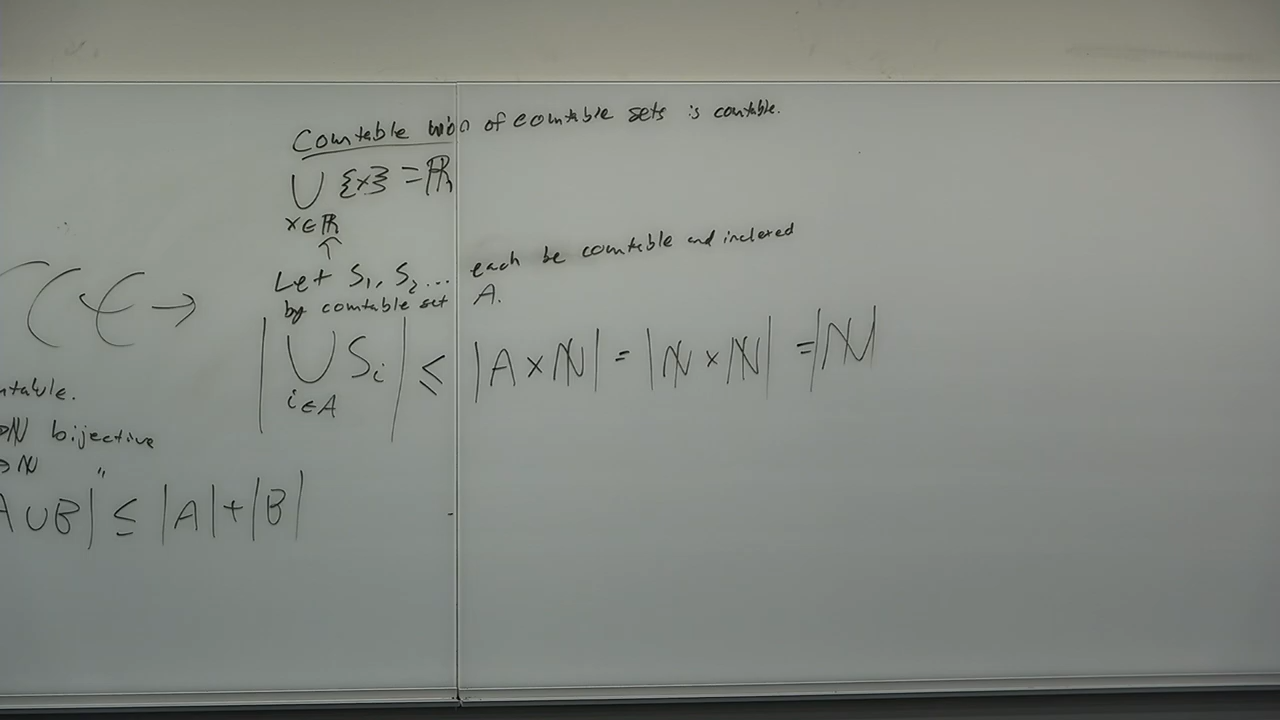 Countable union of countable sets is countable.
⋃ {x} = ℝ
x∈ℝ
↑
Let S₁, S₂... each be countable and indexed
by countable set A.
|⋃ Sᵢ| ≤ |A × ℕ| = |ℕ × ℕ| = |ℕ|
i∈A
ntable.
→ℕ bijective
→ℕ "
A∪B| ≤ |A|+|B|